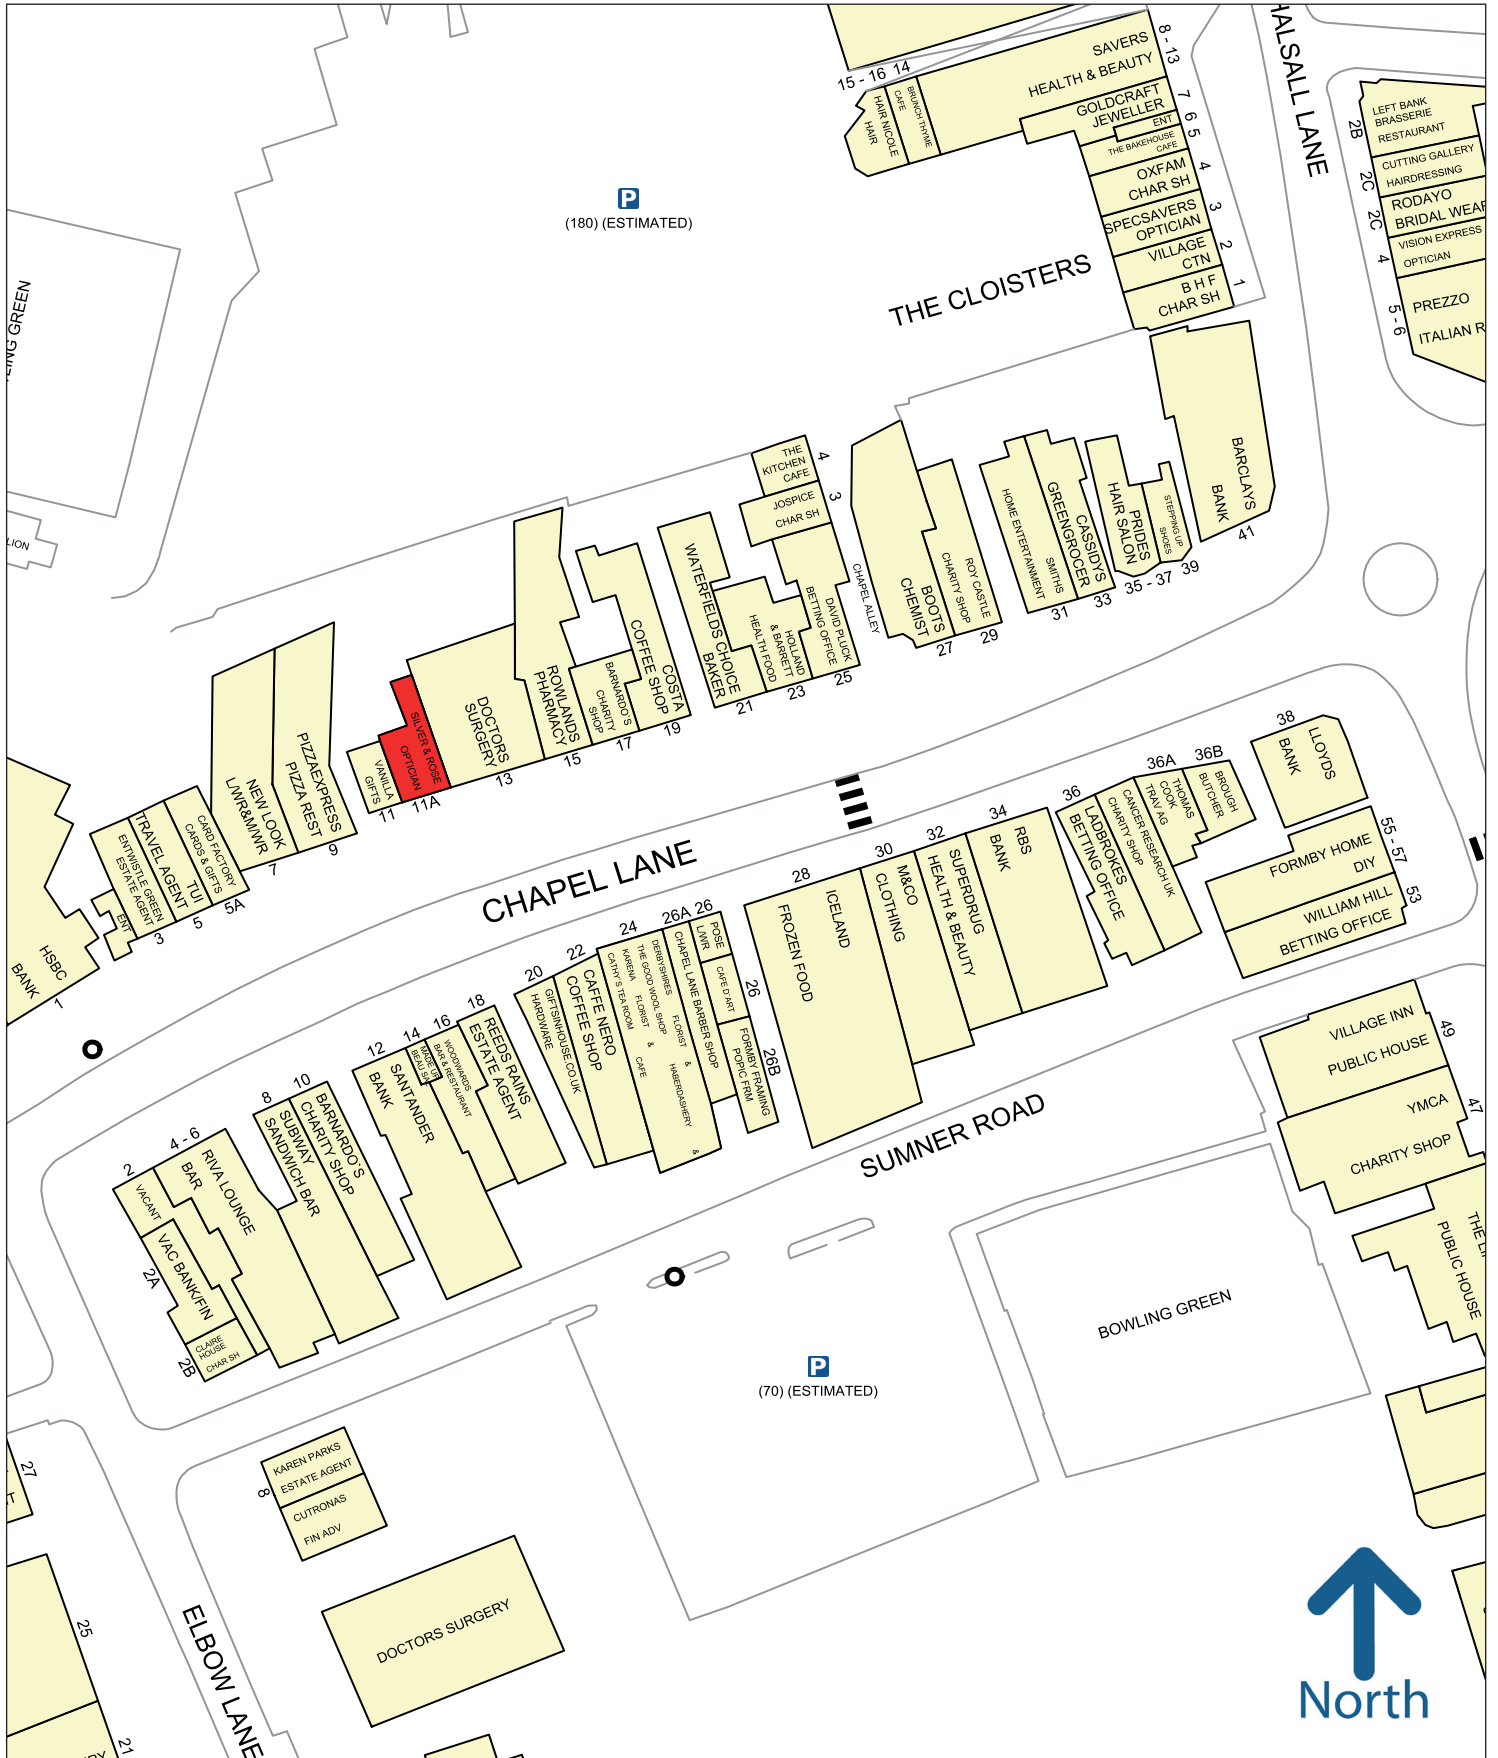 8 - 13
SAVERS
HEALTH & BEAUTY
15 - 16
14
HAIR NICOLE
HAIR
BRUNCH THYME
CAFE
7
GOLDCRAFT
JEWELLER
6
ENT
5
THE BAKEHOUSE
CAFE
4
OXFAM
CHAR SH
3
SPECSAVERS
OPTICIAN
2
VILLAGE
CTN
1
B H F
CHAR SH
HALSALL LANE
2B
LEFT BANK
BRASSERIE
RESTAURANT
2C
CUTTING GALLERY
HAIRDRESSING
2C
RODAYO
BRIDAL WEAR
4
VISION EXPRESS
OPTICIAN
5 - 6
PREZZO
ITALIAN R
P
(180) (ESTIMATED)
THE CLOISTERS
LING GREEN
LION
BARCLAYS
BANK
41
THE
KITCHEN
CAFE
4
JOSPICE
CHAR SH
3
STEPPING UP
SHOES
39
PRIDES
HAIR SALON
35 - 37
CASSIDYS
GREENGROCER
33
SMITHS
HOME ENTERTAINMENT
31
ROY CASTLE
CHARITY SHOP
29
BOOTS
CHEMIST
27
CHAPEL ALLEY
DAVID PLUCK
BETTING OFFICE
25
HOLLAND
& BARRETT
HEALTH FOOD
23
WATERFIELDS CHOICE
BAKER
21
COSTA
COFFEE SHOP
19
BARNARDO'S
CHARITY
SHOP
17
ROWLANDS
PHARMACY
15
DOCTORS
SURGERY
13
SILVER & ROSE
OPTICIAN
11A
VANILLA
GIFTS
11
PIZZAEXPRESS
PIZZA REST
9
NEW LOOK
L/WR&M/WR
7
CARD FACTORY
CARDS & GIFTS
5A
TUI
TRAVEL AGENT
5
ENTWISTLE GREEN
ESTATE AGENT
3
ENT
HSBC
BANK
1
CHAPEL LANE
2
VACANT
2A
VAC BANK/FIN
2B
CLAIRE
HOUSE
CHAR SH
4 - 6
RIVA LOUNGE
BAR
8
SUBWAY
SANDWICH BAR
10
BARNARDO`S
CHARITY SHOP
12
SANTANDER
BANK
14
MADE UP
BEAU SAL
16
WOODWARDS
BAR & RESTAURANT
18
REEDS RAINS
ESTATE AGENT
20
GIFTSINHOUSE.CO.UK
HARDWARE
22
CAFFE NERO
COFFEE SHOP
24
DERBYSHIRES FLORIST & HABERDASHERY &
THE GOOD WOOL SHOP
KARENA FLORIST & CAFE
CATHY'S TEA ROOM
26A
CHAPEL LANE BARBER SHOP
26
POSE
L/WR
26
CAFE D'ART
26B
FORMBY FRAMING
POPIC FRM
28
ICELAND
FROZEN FOOD
30
M&CO
CLOTHING
32
SUPERDRUG
HEALTH & BEAUTY
34
RBS
BANK
36
LADBROKES
BETTING OFFICE
CANCER RESEARCH UK
CHARITY SHOP
36A
THOMAS
COOK
TRAV AG
36B
BROUGH
BUTCHER
38
LLOYDS
BANK
55 - 57
FORMBY HOME
DIY
53
WILLIAM HILL
BETTING OFFICE
49
VILLAGE INN
PUBLIC HOUSE
47
YMCA
CHARITY SHOP
PUBLIC HOUSE
SUMNER ROAD
BOWLING GREEN
P
(70) (ESTIMATED)
8
KAREN PARKS
ESTATE AGENT
CUTRONAS
FIN ADV
DOCTORS SURGERY
27
25
21
ELBOW LANE
North